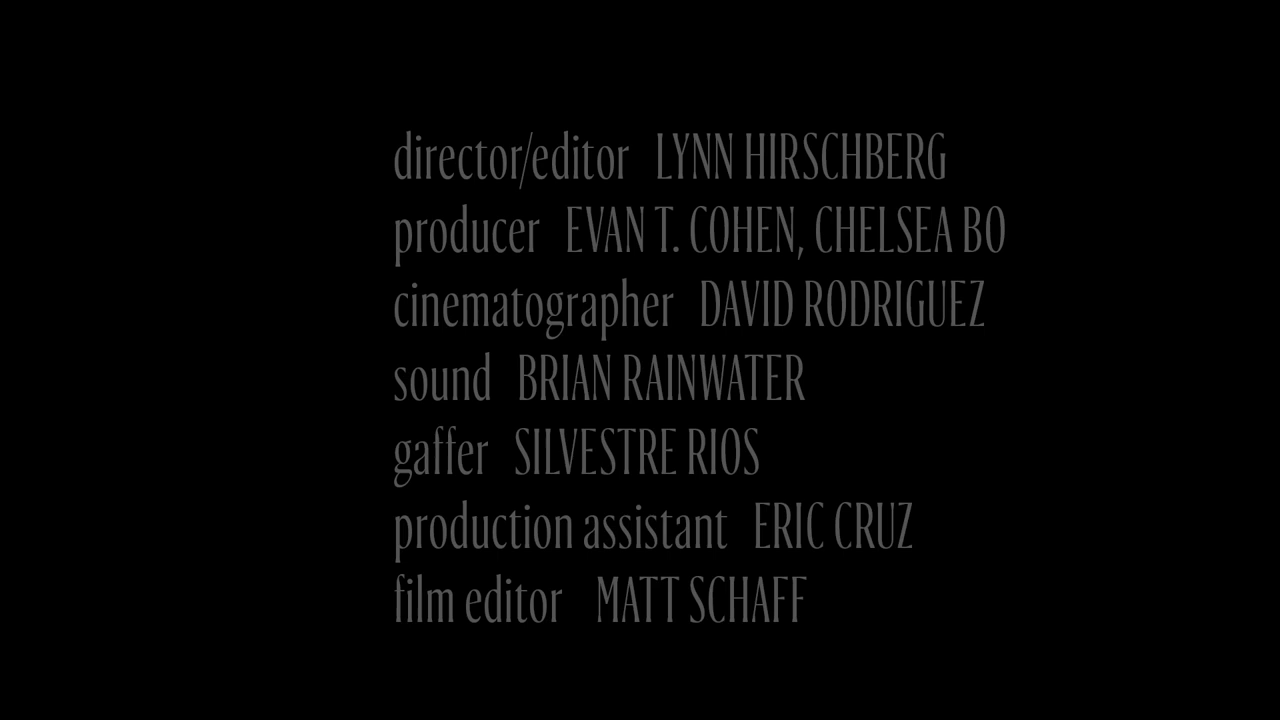 director/editor LYNN HIRSCHBERG
producer EVAN T. COHEN, CHELSEA BO
cinematographer DAVID RODRIGUEZ
sound BRIAN RAINWATER
gaffer SILVESTRE RIOS
production assistant ERIC CRUZ
film editor MATT SCHAFF